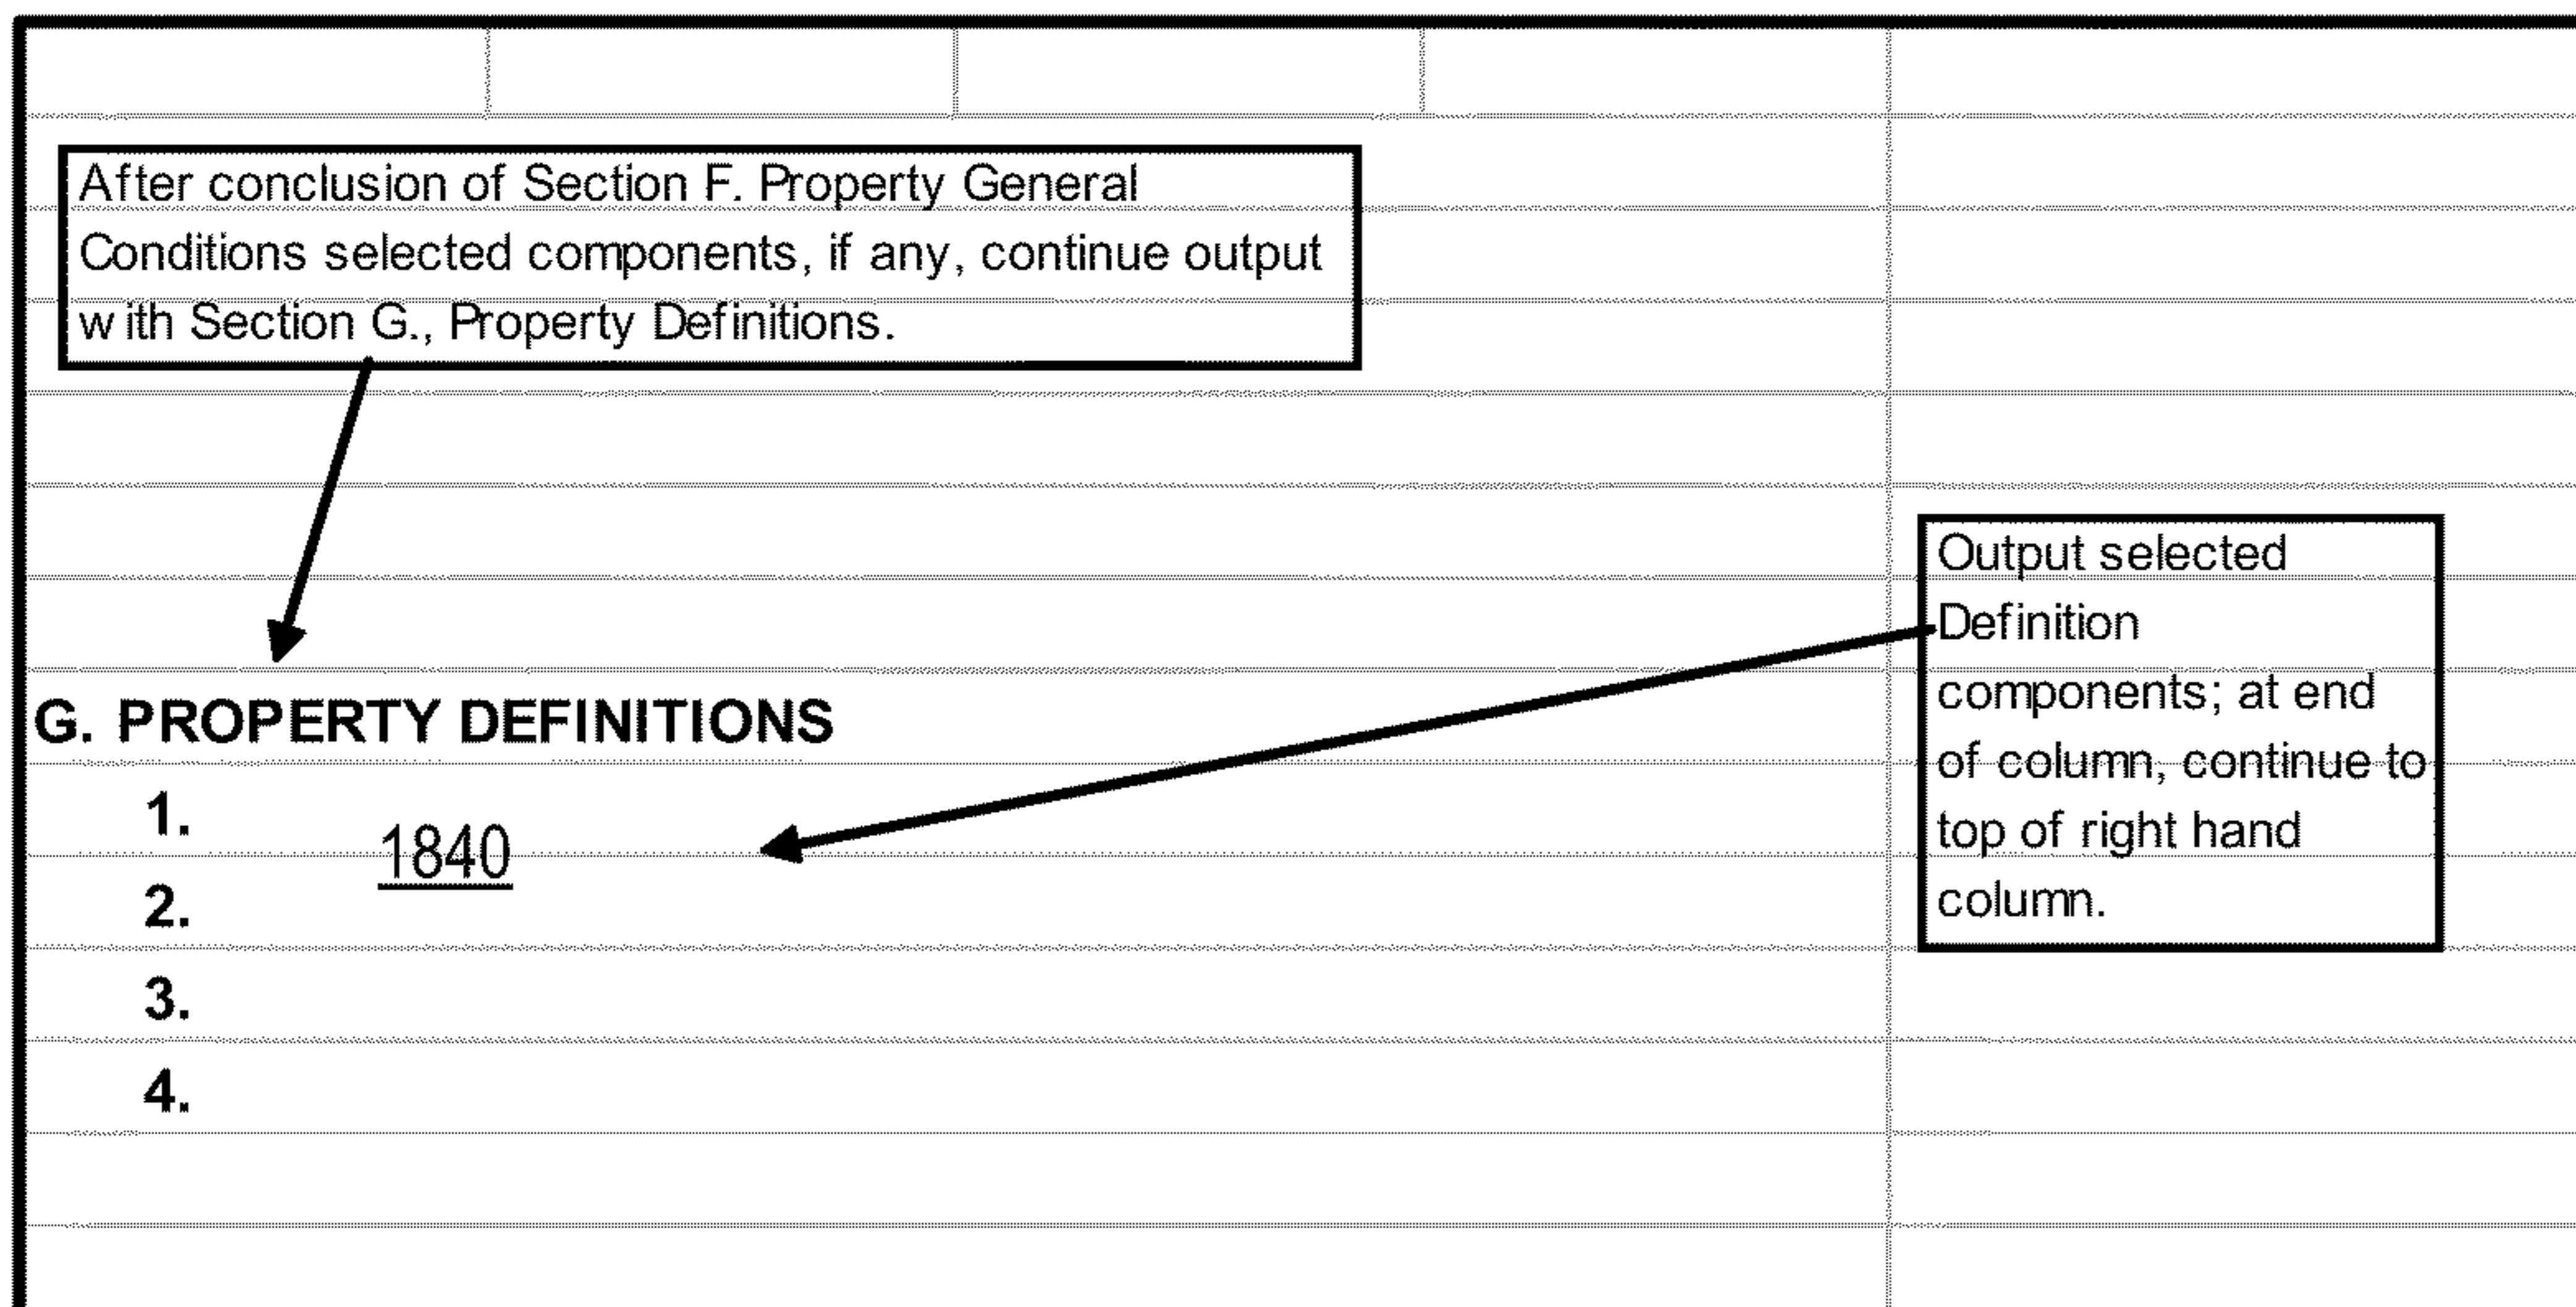 After conclusion of Section F. Property General
Conditions selected components, if any, continue output
with Section G., Property Definitions.
Output selected
Definition
components; at end
of column, continue to
top of right hand
column.
G. PROPERTY DEFINITIONS
1.
1840
2.
3.
4.